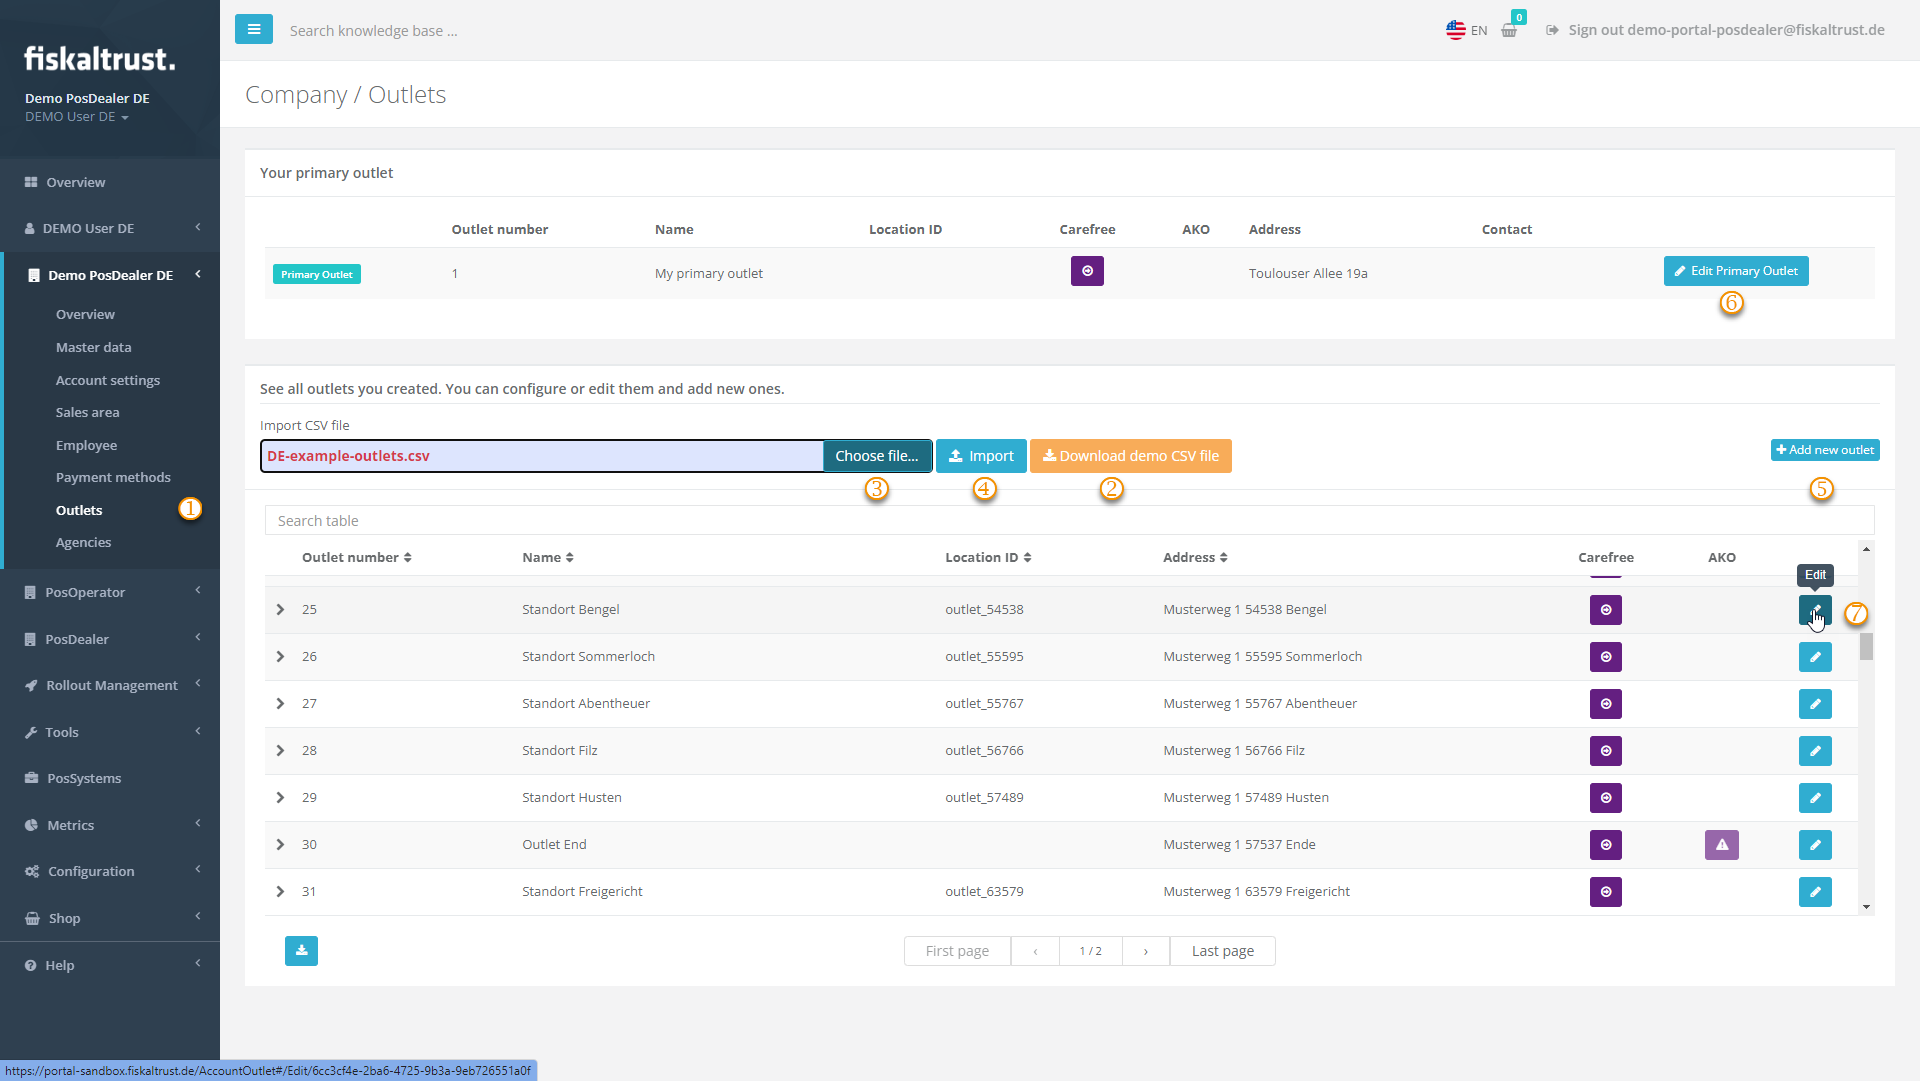 fiskaltrust.
Demo PosDealer DE
DEMO User DE
Overview
DEMO User DE
Demo PosDealer DE
Overview
Master data
Account settings
Sales area
Employee
Payment methods
Outlets
1
Agencies
PosOperator
PosDealer
Rollout Management
Tools
PosSystems
Metrics
Configuration
Shop
Help
Search knowledge base ...
EN
0
Sign out demo-portal-posdealer@fiskaltrust.de
Company / Outlets
Your primary outlet
Outlet number Name Location ID Carefree AKO Address Contact
Primary Outlet 1 My primary outlet Toulouser Allee 19a Edit Primary Outlet
6
See all outlets you created. You can configure or edit them and add new ones.
Import CSV file
DE-example-outlets.csv Choose file... Import Download demo CSV file Add new outlet
3 4 2 5
Search table
Outlet number Name Location ID Address Carefree AKO
Edit
25 Standort Bengel outlet_54538 Musterweg 1 54538 Bengel 7
26 Standort Sommerloch outlet_55595 Musterweg 1 55595 Sommerloch
27 Standort Abentheuer outlet_55767 Musterweg 1 55767 Abentheuer
28 Standort Filz outlet_56766 Musterweg 1 56766 Filz
29 Standort Husten outlet_57489 Musterweg 1 57489 Husten
30 Outlet End Musterweg 1 57537 Ende
31 Standort Freigericht outlet_63579 Musterweg 1 63579 Freigericht
First page ‹ 1 / 2 › Last page
https://portal-sandbox.fiskaltrust.de/AccountOutlet#/Edit/6cc3cf4e-2ba6-4725-9b3a-9eb726551a0f